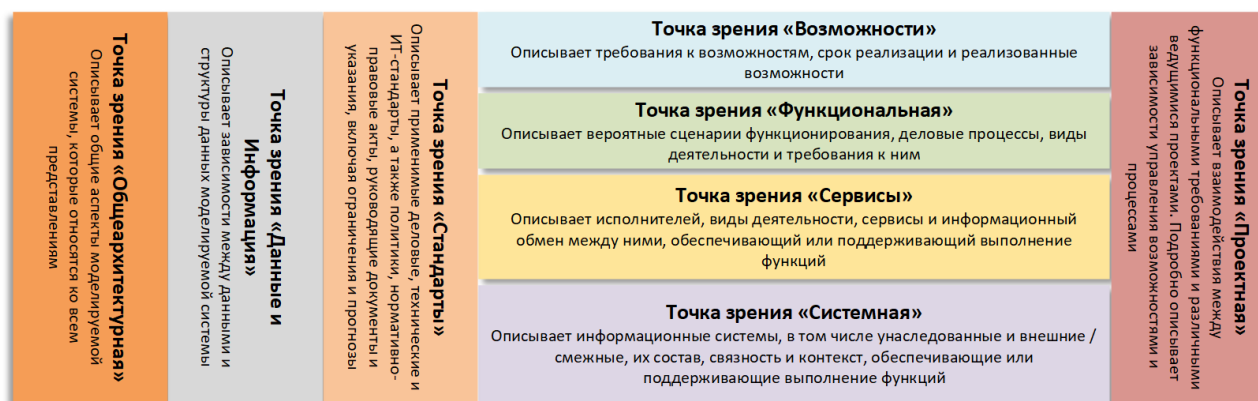 Точка зрения «Общеархитектурная»
Описывает общие аспекты моделируемой
системы, которые относятся ко всем
представлениям
Точка зрения «Данные и
Информация»
Описывает зависимости между данными и
структуры данных моделируемой системы
Точка зрения «Стандарты»
Описывает применимые деловые, технические и
ИТ-стандарты, а также политики, нормативно-
правовые акты, руководящие документы и
указания, включая ограничения и прогнозы
Точка зрения «Возможности»
Описывает требования к возможностям, срок реализации и реализованные
возможности
Точка зрения «Функциональная»
Описывает вероятные сценарии функционирования, деловые процессы, виды
деятельности и требования к ним
Точка зрения «Сервисы»
Описывает исполнителей, виды деятельности, сервисы и информационный
обмен между ними, обеспечивающий или поддерживающий выполнение
функций
Точка зрения «Системная»
Описывает информационные системы, в том числе унаследованные и внешние /
смежные, их состав, связность и контекст, обеспечивающие или
поддерживающие выполнение функций
Точка зрения «Проектная»
Описывает взаимодействия между
функциональными требованиями и различными
ведущимися проектами. Подробно описывает
зависимости управления возможностями и
процессами